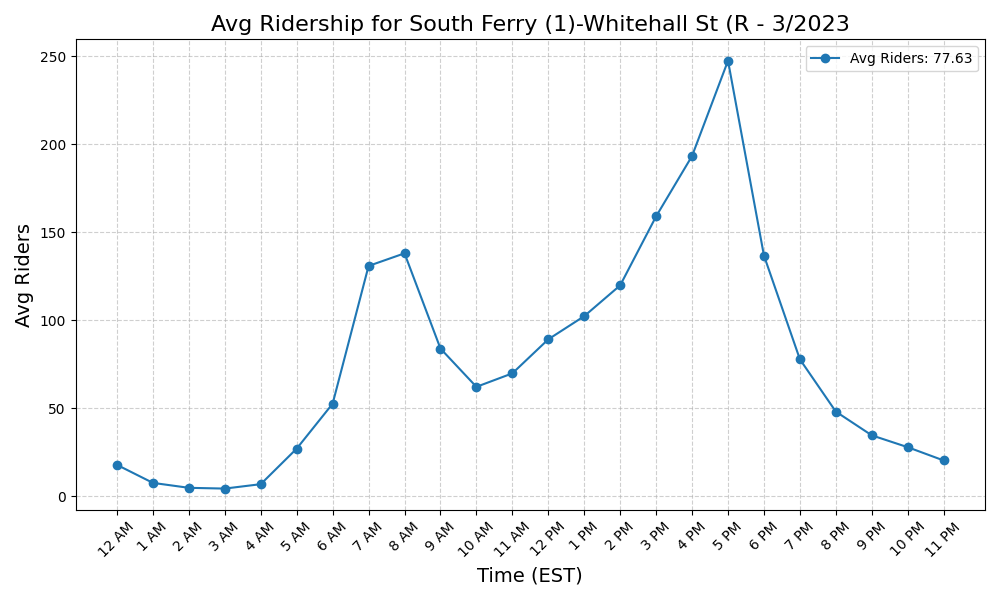 Avg Ridership for South Ferry (1)-Whitehall St (R - 3/2023
Avg Riders: 77.63
Avg Riders
250
200
150
100
50
0
12 AM
1 AM
2 AM
3 AM
4 AM
5 AM
6 AM
7 AM
8 AM
9 AM
10 AM
11 AM
12 PM
1 PM
2 PM
3 PM
4 PM
5 PM
6 PM
7 PM
8 PM
9 PM
10 PM
11 PM
Time (EST)